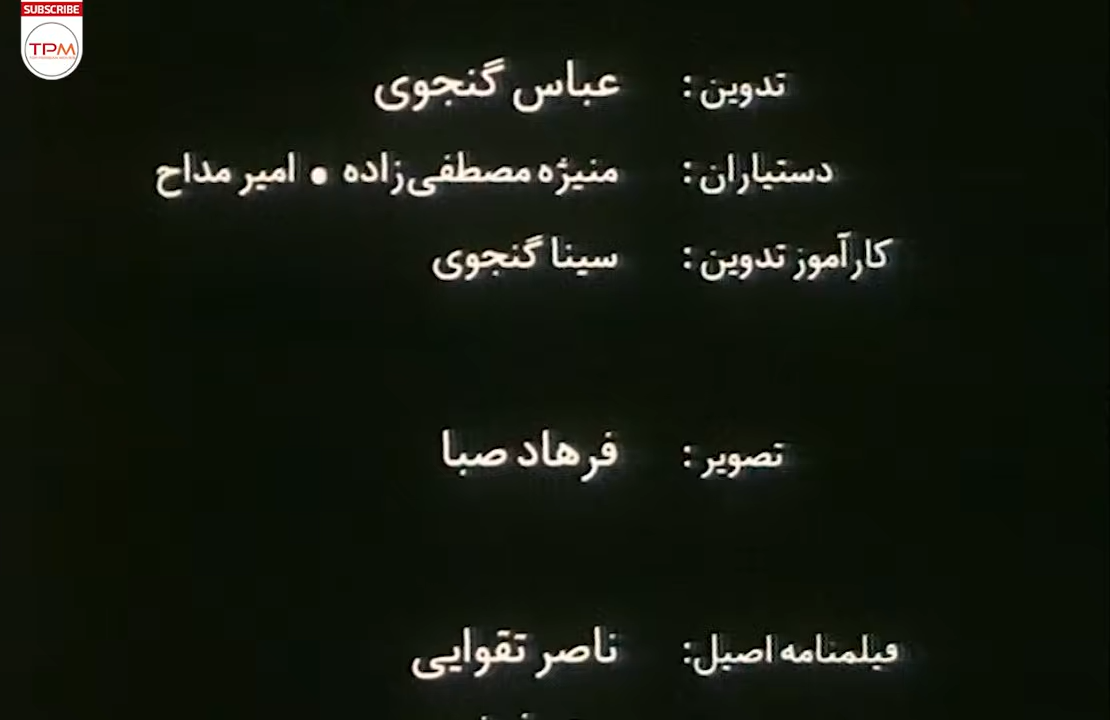 SUBSCRIBE
TPM
تدوین : عباس گنجوی
دستیاران : منیژه مصطفی‌زاده • امیر مداح
کارآموز تدوین : سینا گنجوی
تصویر : فرهاد صبا
فیلمنامه اصیل: ناصر تقوایی